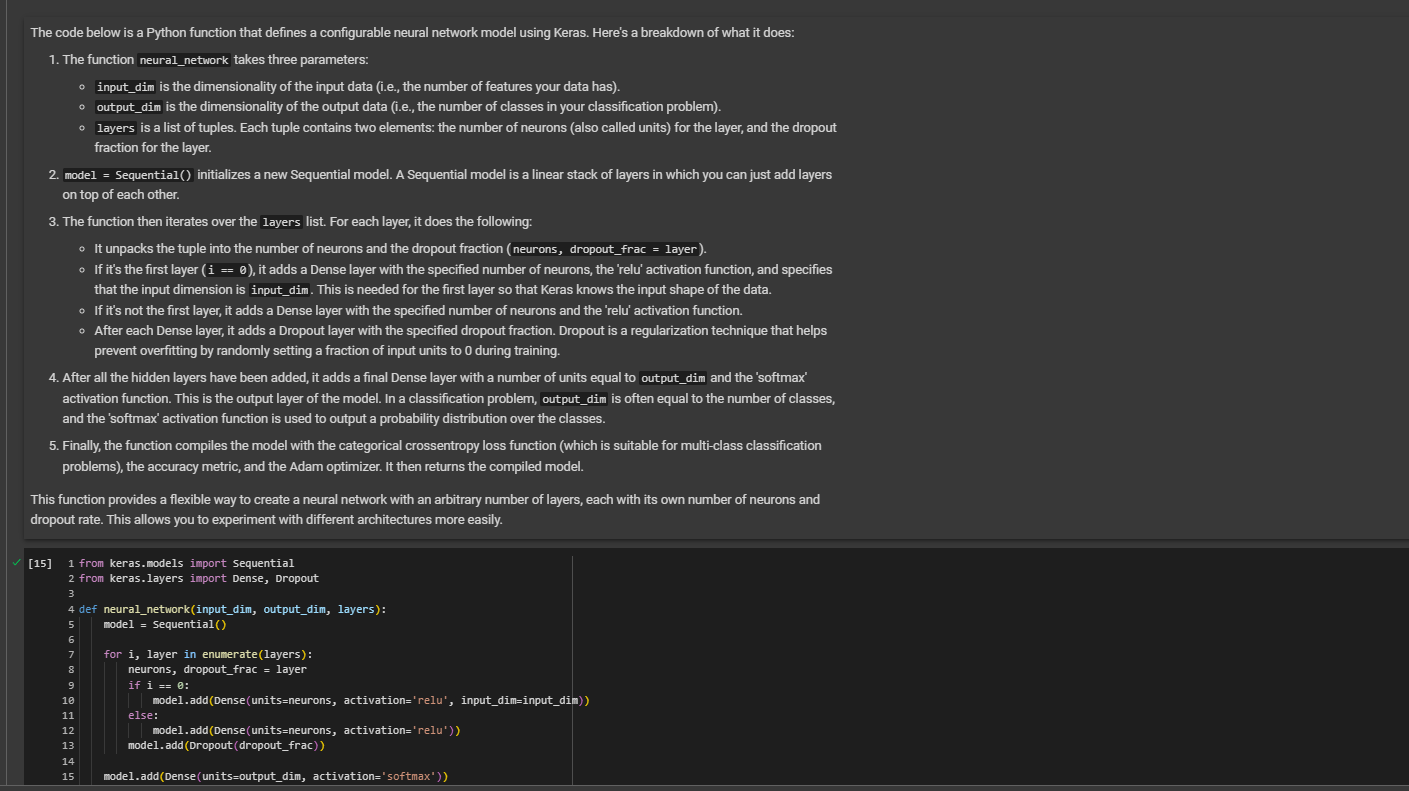 The code below is a Python function that defines a configurable neural network model using Keras. Here's a breakdown of what it does:
1. The function neural_network takes three parameters:
◦ input_dim is the dimensionality of the input data (i.e., the number of features your data has).
◦ output_dim is the dimensionality of the output data (i.e., the number of classes in your classification problem).
◦ layers is a list of tuples. Each tuple contains two elements: the number of neurons (also called units) for the layer, and the dropout
fraction for the layer.
2. model = Sequential() initializes a new Sequential model. A Sequential model is a linear stack of layers in which you can just add layers
on top of each other.
3. The function then iterates over the layers list. For each layer, it does the following:
◦ It unpacks the tuple into the number of neurons and the dropout fraction (neurons, dropout_frac = layer).
◦ If it's the first layer (i == 0), it adds a Dense layer with the specified number of neurons, the 'relu' activation function, and specifies
that the input dimension is input_dim. This is needed for the first layer so that Keras knows the input shape of the data.
◦ If it's not the first layer, it adds a Dense layer with the specified number of neurons and the 'relu' activation function.
◦ After each Dense layer, it adds a Dropout layer with the specified dropout fraction. Dropout is a regularization technique that helps
prevent overfitting by randomly setting a fraction of input units to 0 during training.
4. After all the hidden layers have been added, it adds a final Dense layer with a number of units equal to output_dim and the 'softmax'
activation function. This is the output layer of the model. In a classification problem, output_dim is often equal to the number of classes,
and the 'softmax' activation function is used to output a probability distribution over the classes.
5. Finally, the function compiles the model with the categorical crossentropy loss function (which is suitable for multi-class classification
problems), the accuracy metric, and the Adam optimizer. It then returns the compiled model.
This function provides a flexible way to create a neural network with an arbitrary number of layers, each with its own number of neurons and
dropout rate. This allows you to experiment with different architectures more easily.
[15] 1 from keras.models import Sequential
2 from keras.layers import Dense, Dropout
3
4 def neural_network(input_dim, output_dim, layers):
5     model = Sequential()
6
7     for i, layer in enumerate(layers):
8         neurons, dropout_frac = layer
9         if i == 0:
10             model.add(Dense(units=neurons, activation='relu', input_dim=input_dim))
11         else:
12             model.add(Dense(units=neurons, activation='relu'))
13         model.add(Dropout(dropout_frac))
14
15     model.add(Dense(units=output_dim, activation='softmax'))